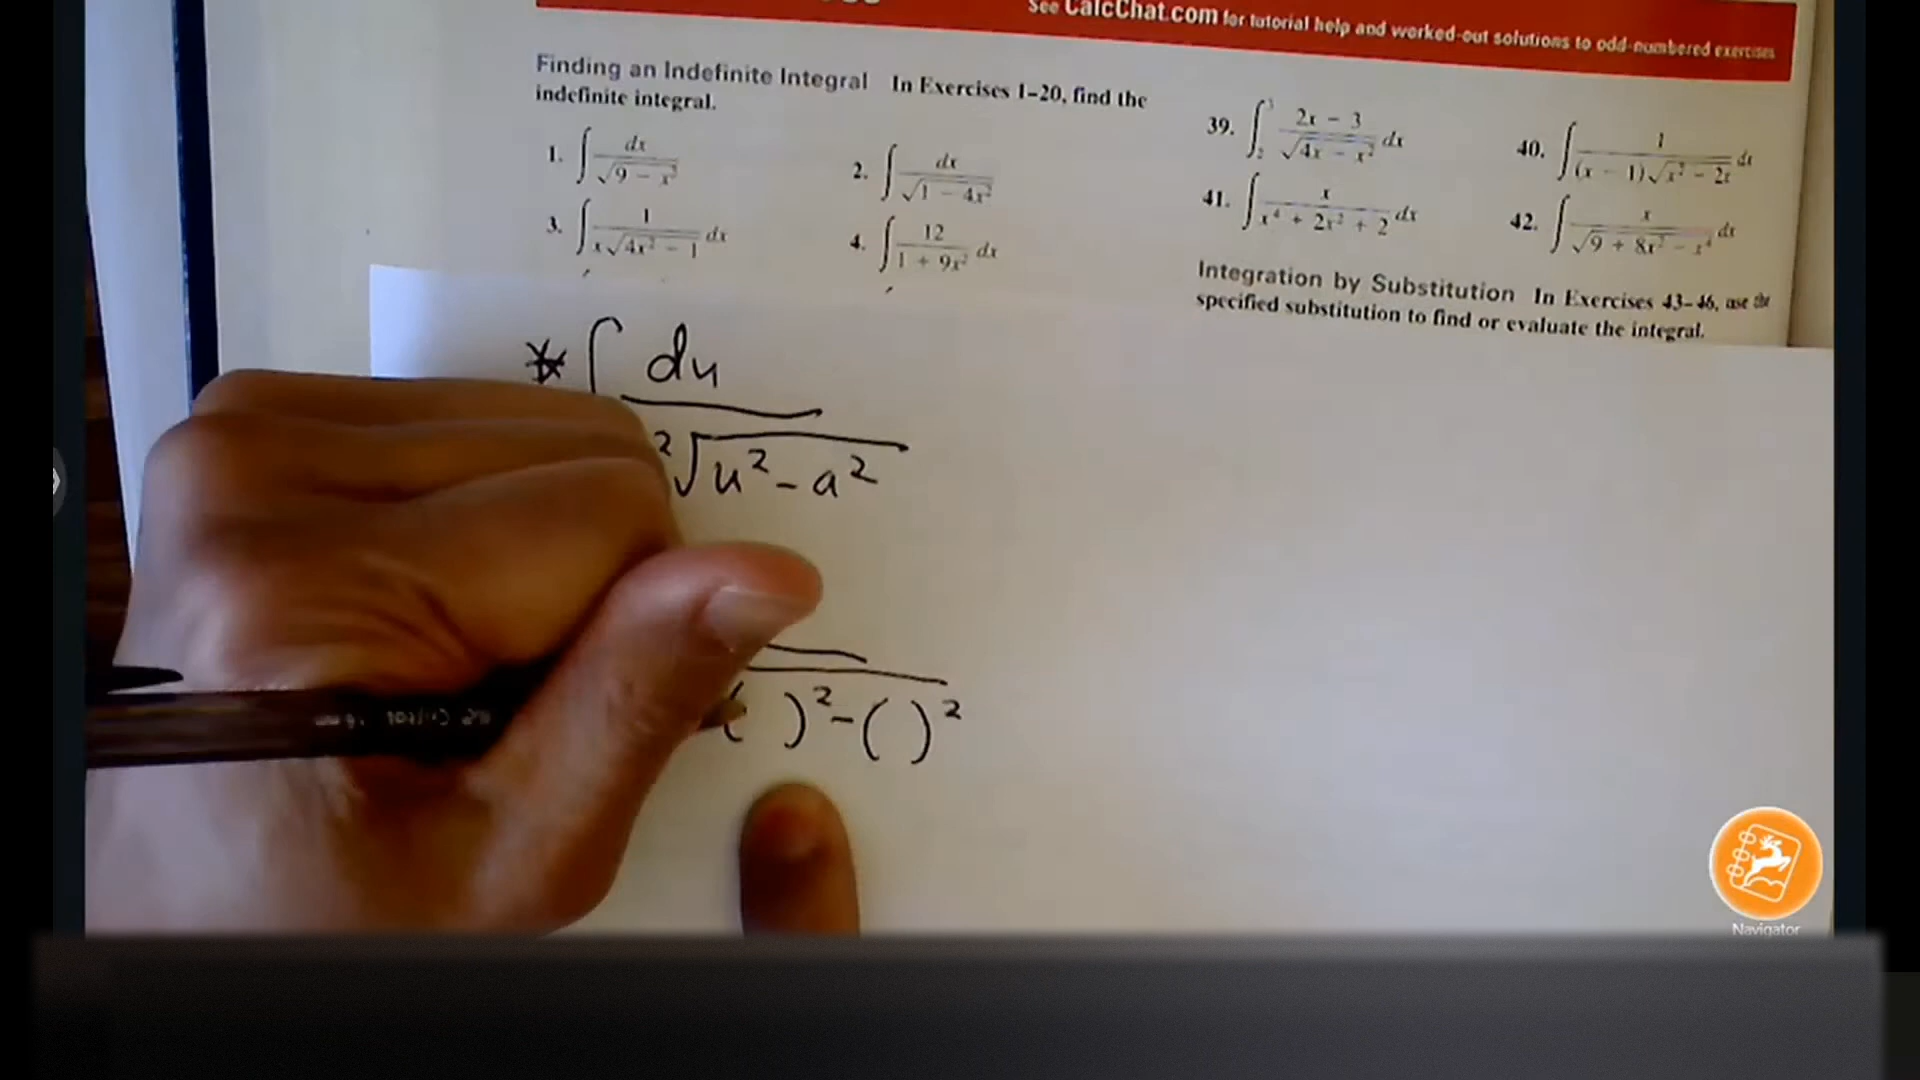 See CalcChat.com for tutorial help and worked-out solutions to odd-numbered exercises
Finding an Indefinite Integral In Exercises 1–20, find the
indefinite integral.
1. ∫ dx / √(9 − x²)
2. ∫ dx / √(1 − 4x²)
3. ∫ 1 / (x√(4x² − 1)) dx
4. ∫ 12 / (1 + 9x²) dx
39. ∫₂³ (2x − 3) / √(4x − x²) dx
40. ∫ 1 / ((x − 1)√(x² − 2x)) dx
41. ∫ x / (x⁴ + 2x² + 2) dx
42. ∫ x / √(9 + 8x² − x⁴) dx
Integration by Substitution In Exercises 43–46, use the
specified substitution to find or evaluate the integral.
* ∫ du
²√(u² − a²)
( )² − ( )²
Navigator